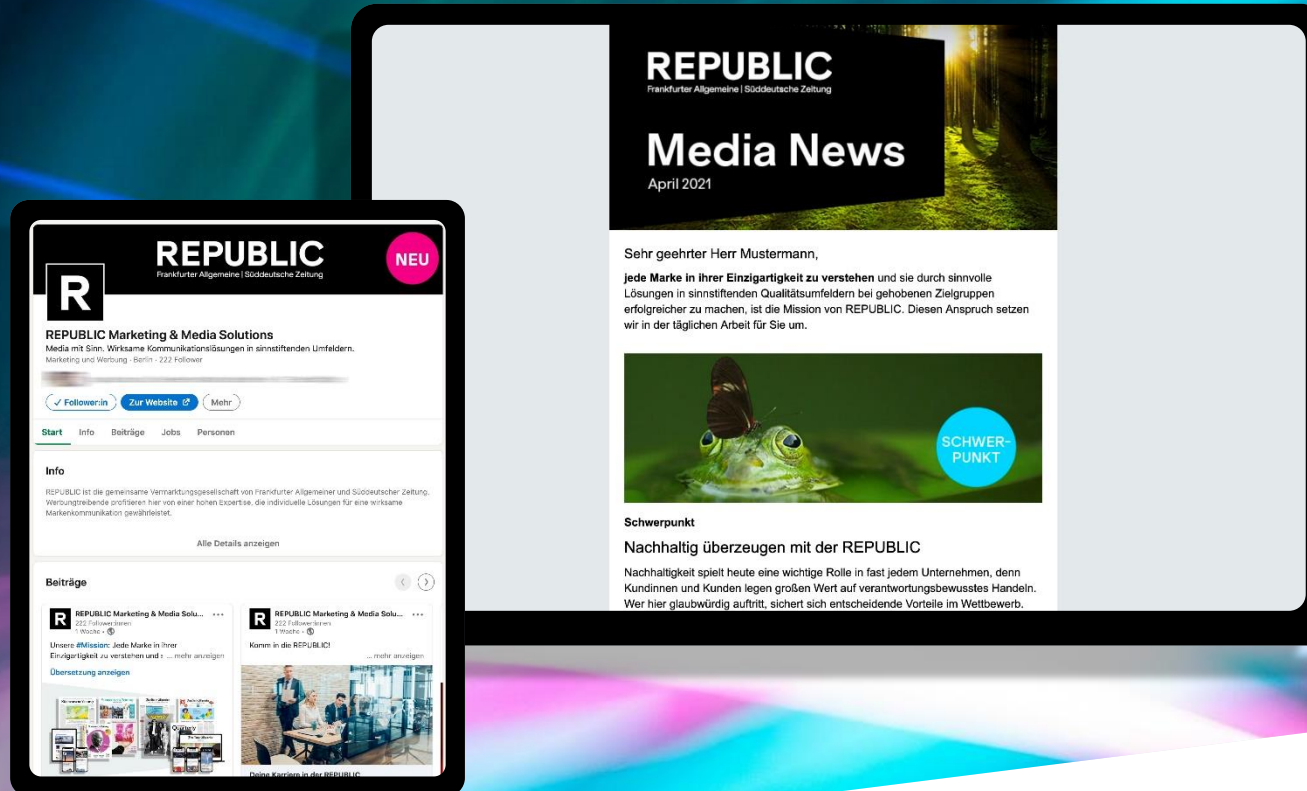 REPUBLIC
Frankfurter Allgemeine | Süddeutsche Zeitung
Media News
April 2021
Sehr geehrter Herr Mustermann,
jede Marke in ihrer Einzigartigkeit zu verstehen und sie durch sinnvolle
Lösungen in sinnstiftenden Qualitätsumfeldern bei gehobenen Zielgruppen
erfolgreicher zu machen, ist die Mission von REPUBLIC. Diesen Anspruch setzen
wir in der täglichen Arbeit für Sie um.
SCHWER-
PUNKT
Schwerpunkt
Nachhaltig überzeugen mit der REPUBLIC
Nachhaltigkeit spielt heute eine wichtige Rolle in fast jedem Unternehmen, denn
Kundinnen und Kunden legen großen Wert auf verantwortungsbewusstes Handeln.
Wer hier glaubwürdig auftritt, sichert sich entscheidende Vorteile im Wettbewerb.
REPUBLIC
Frankfurter Allgemeine | Süddeutsche Zeitung
NEU
R
REPUBLIC Marketing & Media Solutions
Media mit Sinn. Wirksame Kommunikationslösungen in sinnstiftenden Umfeldern.
Marketing und Werbung · Berlin · 222 Follower
✓ Follower:in Zur Website Mehr
Start Info Beiträge Jobs Personen
Info
REPUBLIC ist die gemeinsame Vermarktungsgesellschaft von Frankfurter Allgemeiner und Süddeutscher Zeitung.
Werbungtreibende profitieren hier von einer hohen Expertise, die individuelle Lösungen für eine wirksame
Markenkommunikation gewährleistet.
Alle Details anzeigen
Beiträge
R
REPUBLIC Marketing & Media Solu... ...
222 Follower:innen
1 Woche •
Unsere #Mission: Jede Marke in ihrer
Einzigartigkeit zu verstehen und s ... mehr anzeigen
Übersetzung anzeigen
Quarterly
R
REPUBLIC Marketing & Media Solu... ...
222 Follower:innen
1 Woche •
Komm in die REPUBLIC!
... mehr anzeigen
Deine Karriere in der REPUBLIC